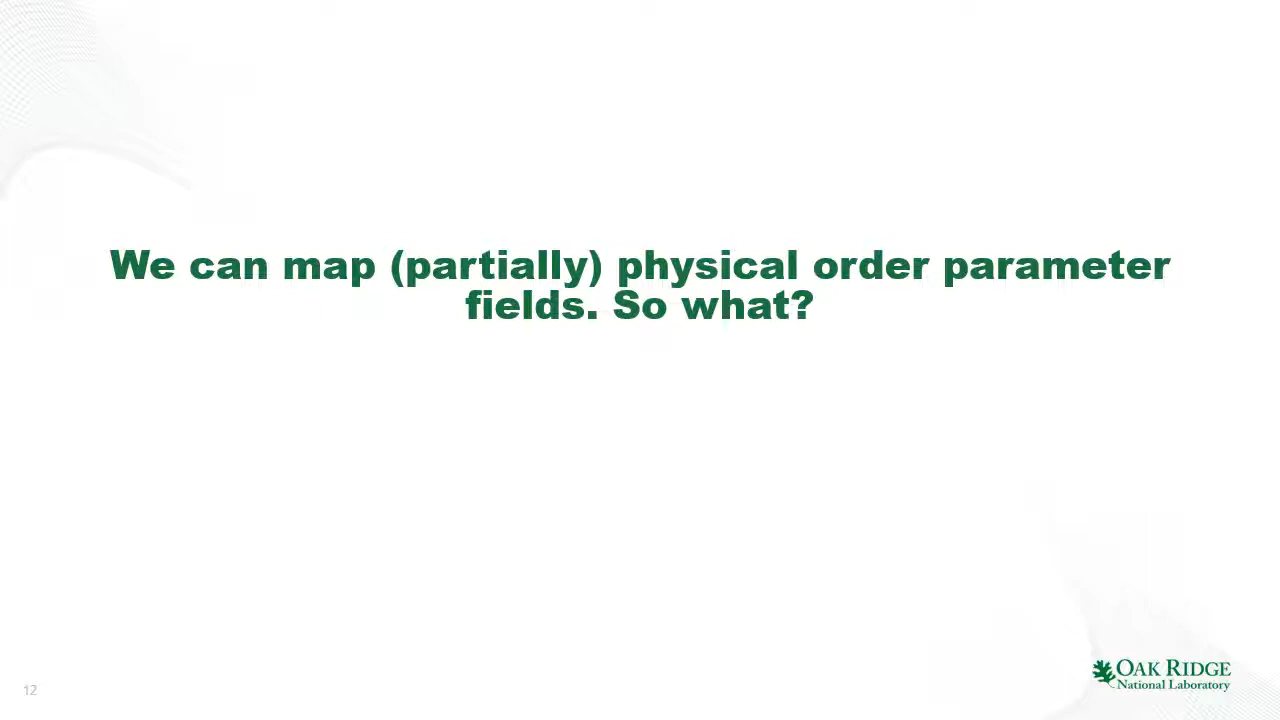 We can map (partially) physical order parameter
fields. So what?
OAK RIDGE
National Laboratory
12